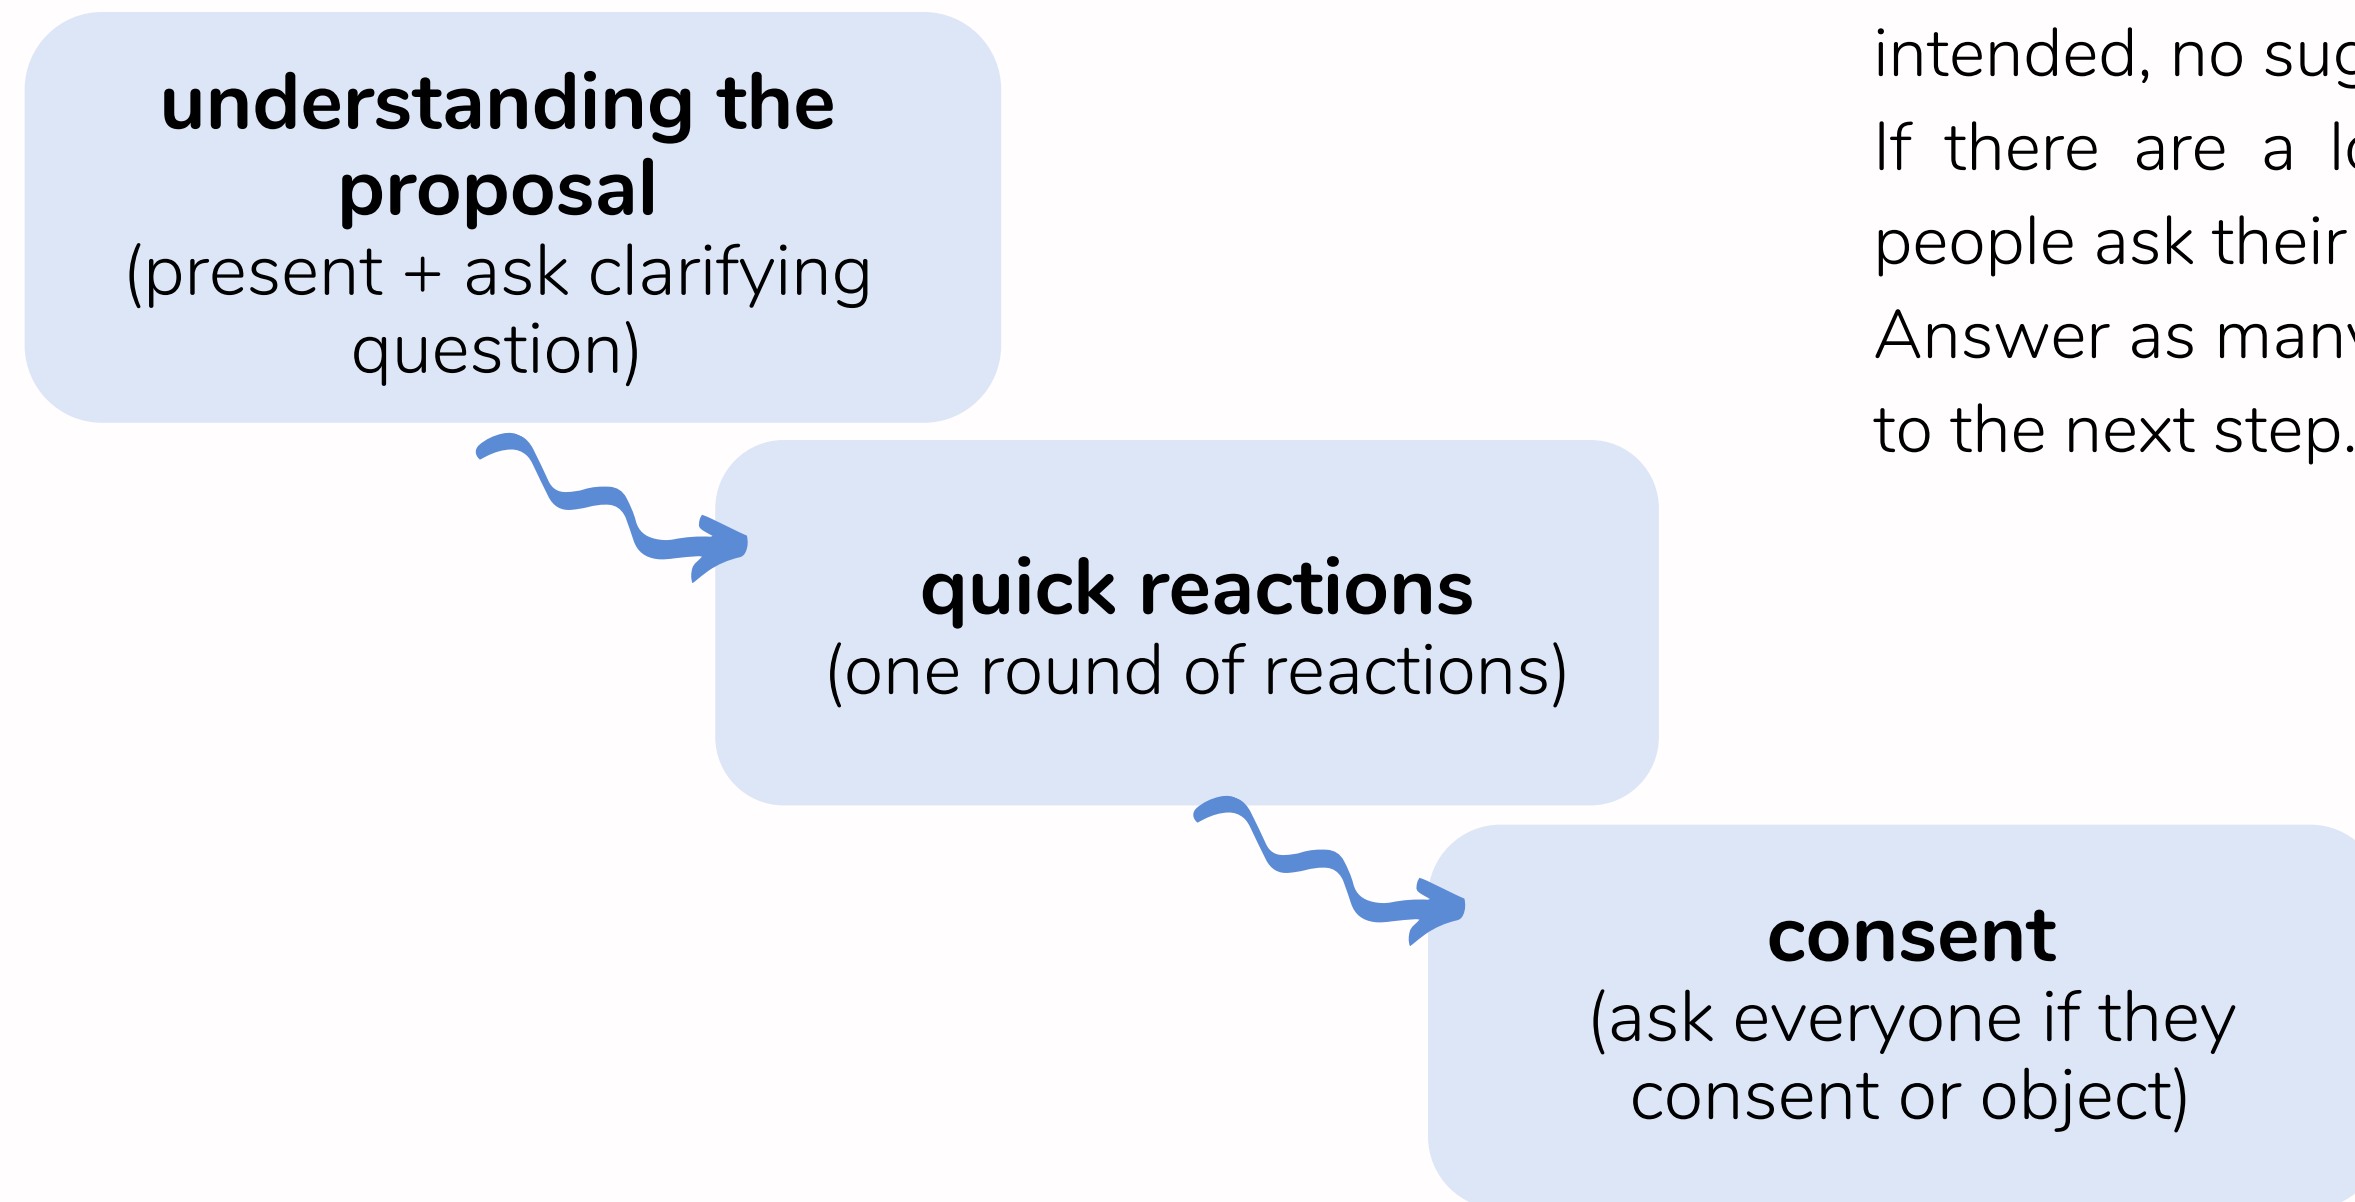 understanding the
proposal
(present + ask clarifying
question)
quick reactions
(one round of reactions)
consent
(ask everyone if they
consent or object)
intended, no
If there are a
people ask their
Answer as
to the next step.